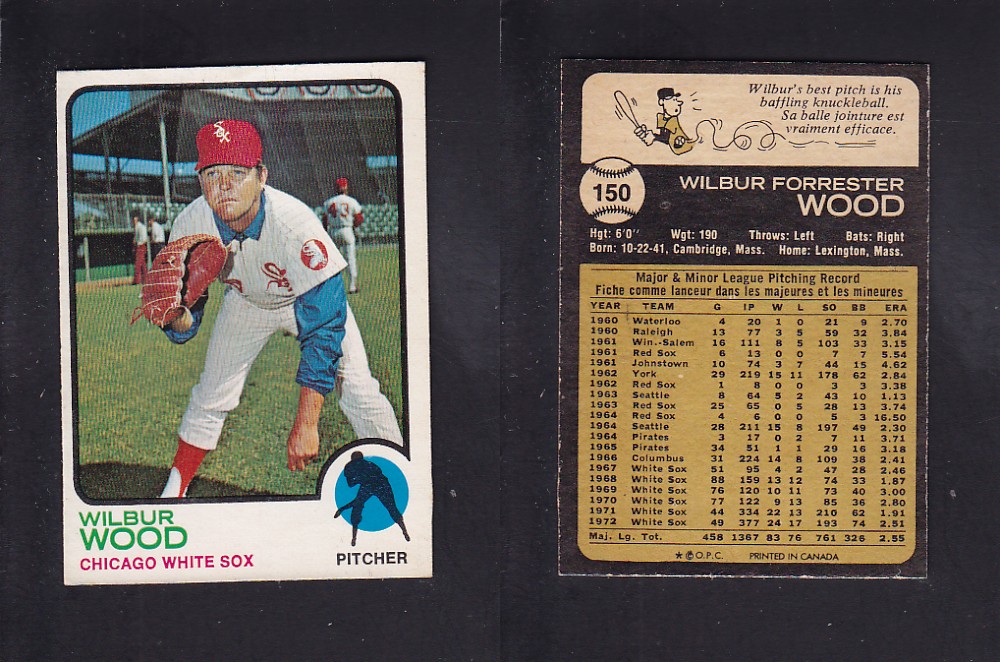 Sox
WILBUR
WOOD
CHICAGO WHITE SOX
PITCHER
Wilbur's best pitch is his
baffling knuckleball.
Sa balle jointure est
vraiment efficace.
150
WILBUR FORRESTER
WOOD
Hgt: 6'0" Wgt: 190 Throws: Left Bats: Right
Born: 10-22-41, Cambridge, Mass. Home: Lexington, Mass.
Major & Minor League Pitching Record
Fiche comme lanceur dans les majeures et les mineures
YEAR TEAM G IP W L SO BB ERA
1960 Waterloo 4 20 1 0 21 9 2.70
1960 Raleigh 13 77 3 5 59 32 3.84
1961 Win.-Salem 16 111 8 5 103 33 3.15
1961 Red Sox 6 13 0 0 7 7 5.54
1961 Johnstown 10 74 3 7 44 15 4.62
1962 York 29 219 15 11 178 62 2.84
1962 Red Sox 1 8 0 0 3 3 3.38
1963 Seattle 8 64 5 2 43 10 1.13
1963 Red Sox 25 65 0 5 28 13 3.74
1964 Red Sox 4 6 0 0 5 3 16.50
1964 Seattle 28 211 15 8 197 49 2.30
1964 Pirates 3 17 0 2 7 11 3.71
1965 Pirates 34 51 1 1 29 16 3.18
1966 Columbus 31 224 14 8 109 38 2.41
1967 White Sox 51 95 4 2 47 28 2.46
1968 White Sox 88 159 13 12 74 33 1.87
1969 White Sox 76 120 10 11 73 40 3.00
1970 White Sox 77 122 9 13 85 36 2.80
1971 White Sox 44 334 22 13 210 62 1.91
1972 White Sox 49 377 24 17 193 74 2.51
Maj. Lg. Tot. 458 1367 83 76 761 326 2.55
★ © O.P.C. PRINTED IN CANADA